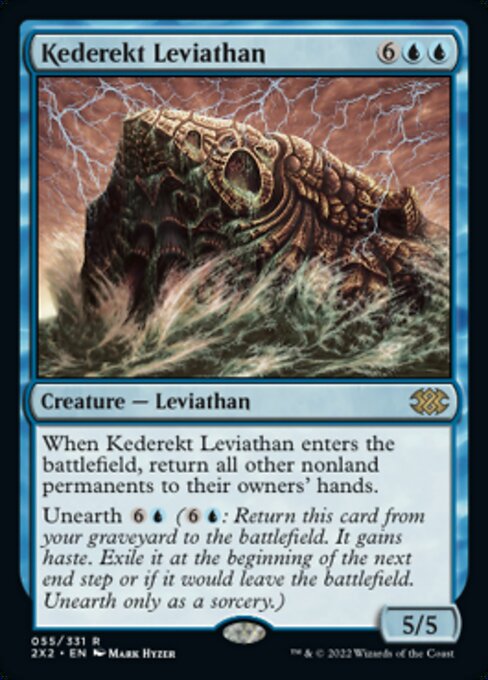 Kederekt Leviathan 6
Creature — Leviathan
When Kederekt Leviathan enters the
battlefield, return all other nonland
permanents to their owners' hands.
Unearth 6 (6: Return this card from
your graveyard to the battlefield. It gains
haste. Exile it at the beginning of the next
end step or if it would leave the battlefield.
Unearth only as a sorcery.)
5/5
055/331 R
2X2 • EN Mark Hyzer
™ & © 2022 Wizards of the Coast